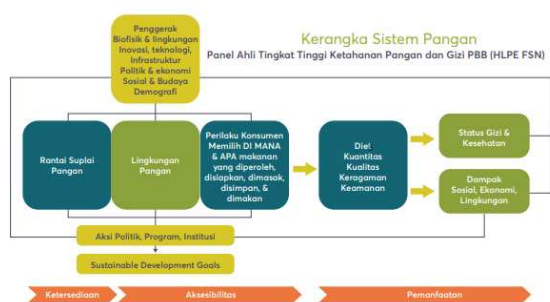 Penggerak
Biofisik & lingkungan
Inovasi, teknologi,
Infrastruktur
Politik & ekonomi
Sosial & Budaya
Demografi
Kerangka Sistem Pangan
Panel Ahli Tingkat Tinggi Ketahanan Pangan dan Gizi PBB (HLPE FSN)
Rantai Suplai
Pangan
Lingkungan
Pangan
Perilaku Konsumen
Memilih DI MANA
& APA makanan
yang diperoleh,
disiapkan, dimasak,
disimpan, &
dimakan
Diet
Kuantitas
Kualitas
Keragaman
Keamanan
Status Gizi &
Kesehatan
Dampak
Sosial, Ekonomi,
Lingkungan
Aksi Politik, Program, Institusi
Sustainable Development Goals
Ketersediaan
Aksesibilitas
Pemanfaatan